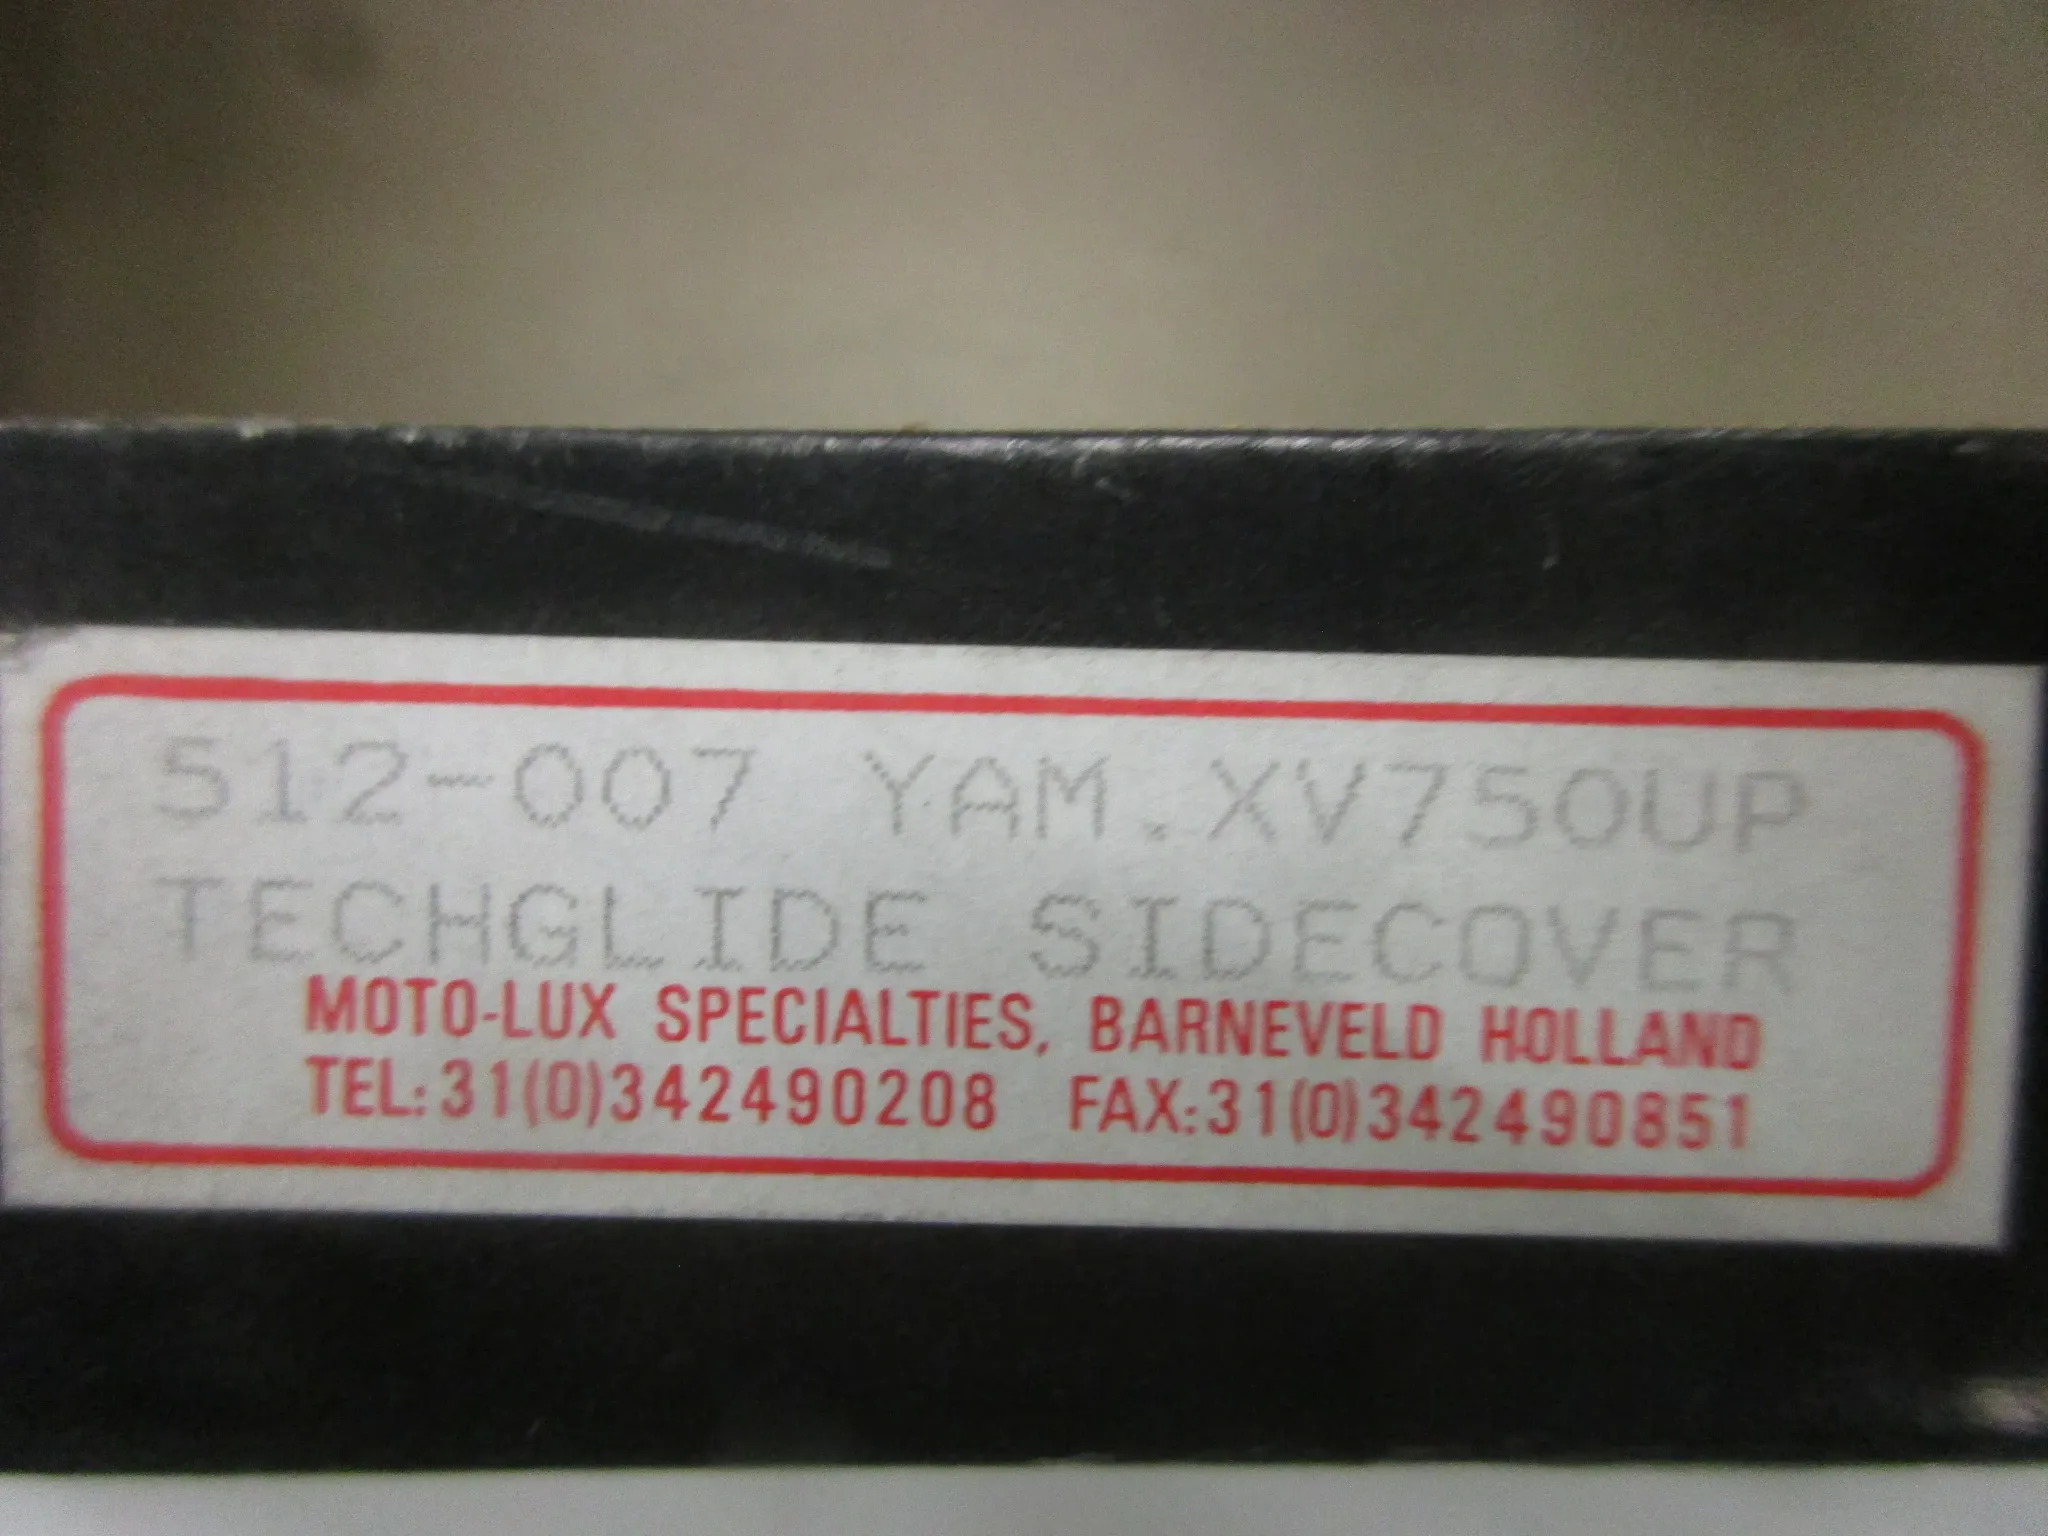 512-007 YAM.XV750UP
TECHGLIDE SIDECOVER
MOTO-LUX SPECIALTIES, BARNEVELD HOLLAND
TEL:31(0)342490208 FAX:31(0)342490851